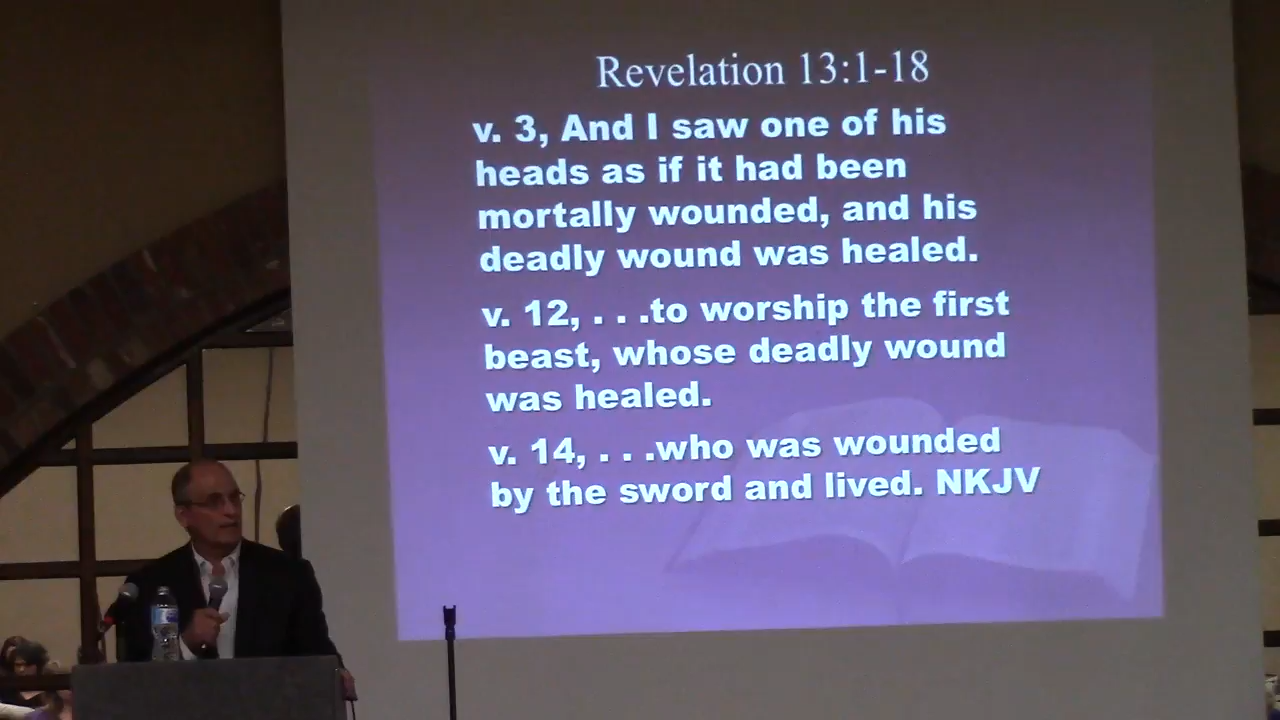 Revelation 13:1-18
v. 3, And I saw one of his
heads as if it had been
mortally wounded, and his
deadly wound was healed.
v. 12, . . .to worship the first
beast, whose deadly wound
was healed.
v. 14, . . .who was wounded
by the sword and lived. NKJV